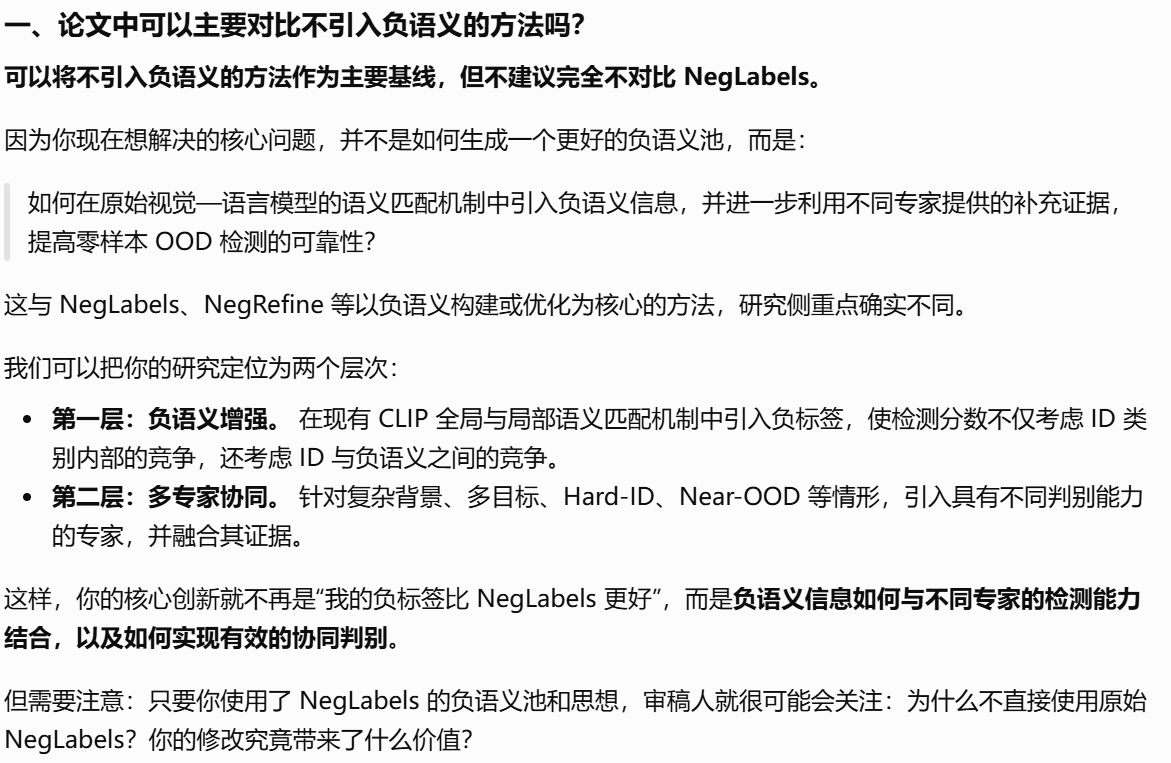 一、论文中可以主要对比不引入负语义的方法吗？
可以将不引入负语义的方法作为主要基线，但不建议完全不对比 NegLabels。
因为你现在想解决的核心问题，并不是如何生成一个更好的负语义池，而是：
如何在原始视觉—语言模型的语义匹配机制中引入负语义信息，并进一步利用不同专家提供的补充证据，
提高零样本 OOD 检测的可靠性？
这与 NegLabels、NegRefine 等以负语义构建或优化为核心的方法，研究侧重点确实不同。
我们可以把你的研究定位为两个层次：
• 第一层：负语义增强。 在现有 CLIP 全局与局部语义匹配机制中引入负标签，使检测分数不仅考虑 ID 类
别内部的竞争，还考虑 ID 与负语义之间的竞争。
• 第二层：多专家协同。 针对复杂背景、多目标、Hard-ID、Near-OOD 等情形，引入具有不同判别能力
的专家，并融合其证据。
这样，你的核心创新就不再是“我的负标签比 NegLabels 更好”，而是负语义信息如何与不同专家的检测能力
结合，以及如何实现有效的协同判别。
但需要注意：只要你使用了 NegLabels 的负语义池和思想，审稿人就很可能会关注：为什么不直接使用原始
NegLabels？你的修改究竟带来了什么价值？